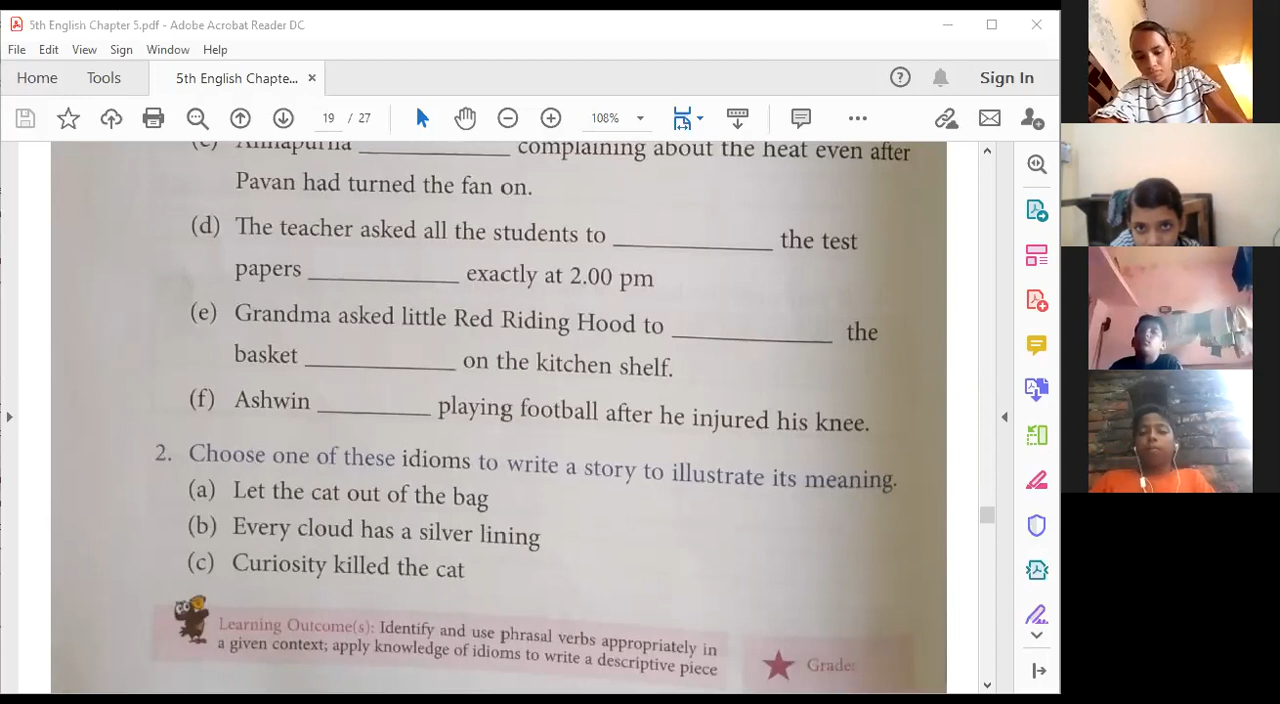 5th English Chapter 5.pdf - Adobe Acrobat Reader DC
File Edit View Sign Window Help
Home Tools 5th English Chapte... × Sign In
19 / 27 108%
(c) Annapurna __________ complaining about the heat even after
Pavan had turned the fan on.
(d) The teacher asked all the students to __________ the test
papers __________ exactly at 2.00 pm
(e) Grandma asked little Red Riding Hood to __________ the
basket __________ on the kitchen shelf.
(f) Ashwin ________ playing football after he injured his knee.
2. Choose one of these idioms to write a story to illustrate its meaning.
(a) Let the cat out of the bag
(b) Every cloud has a silver lining
(c) Curiosity killed the cat
Learning Outcome(s): Identify and use phrasal verbs appropriately in
a given context; apply knowledge of idioms to write a descriptive piece
Grade: